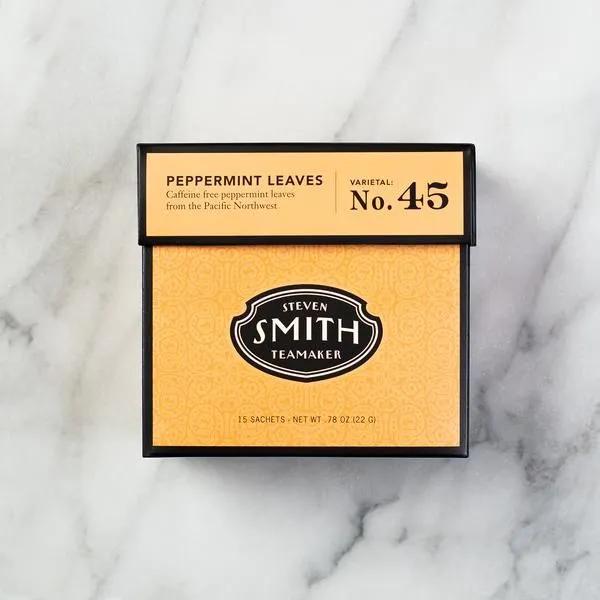 PEPPERMINT LEAVES
Caffeine free peppermint leaves
from the Pacific Northwest
VARIETAL:
No. 45
STEVEN
SMITH
TEAMAKER
15 SACHETS - NET WT .78 OZ.(22 G)